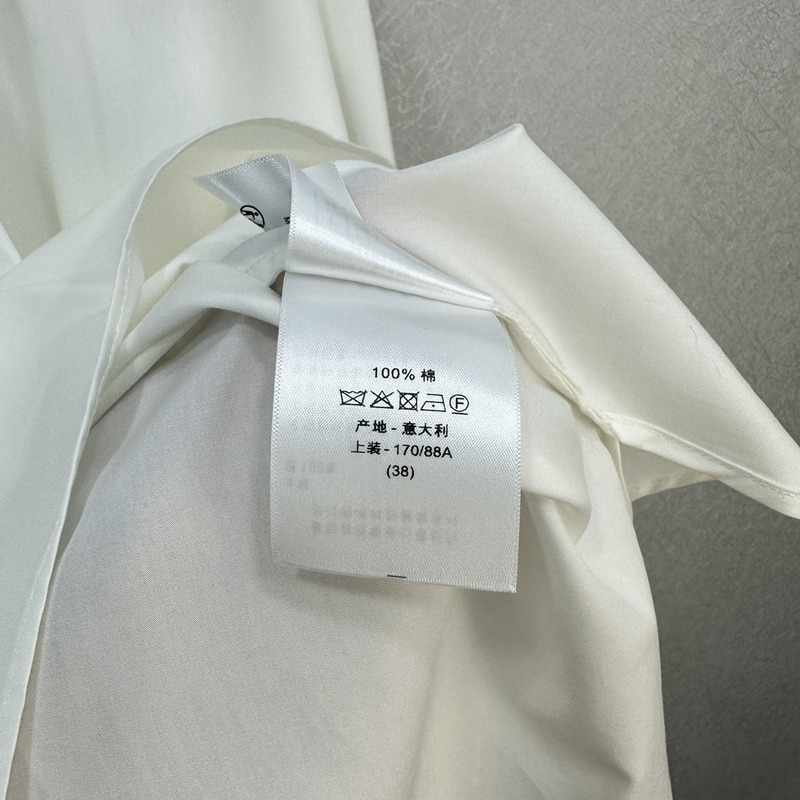 100% 棉
Ⓕ
产地 - 意大利
上装 - 170/88A
(38)